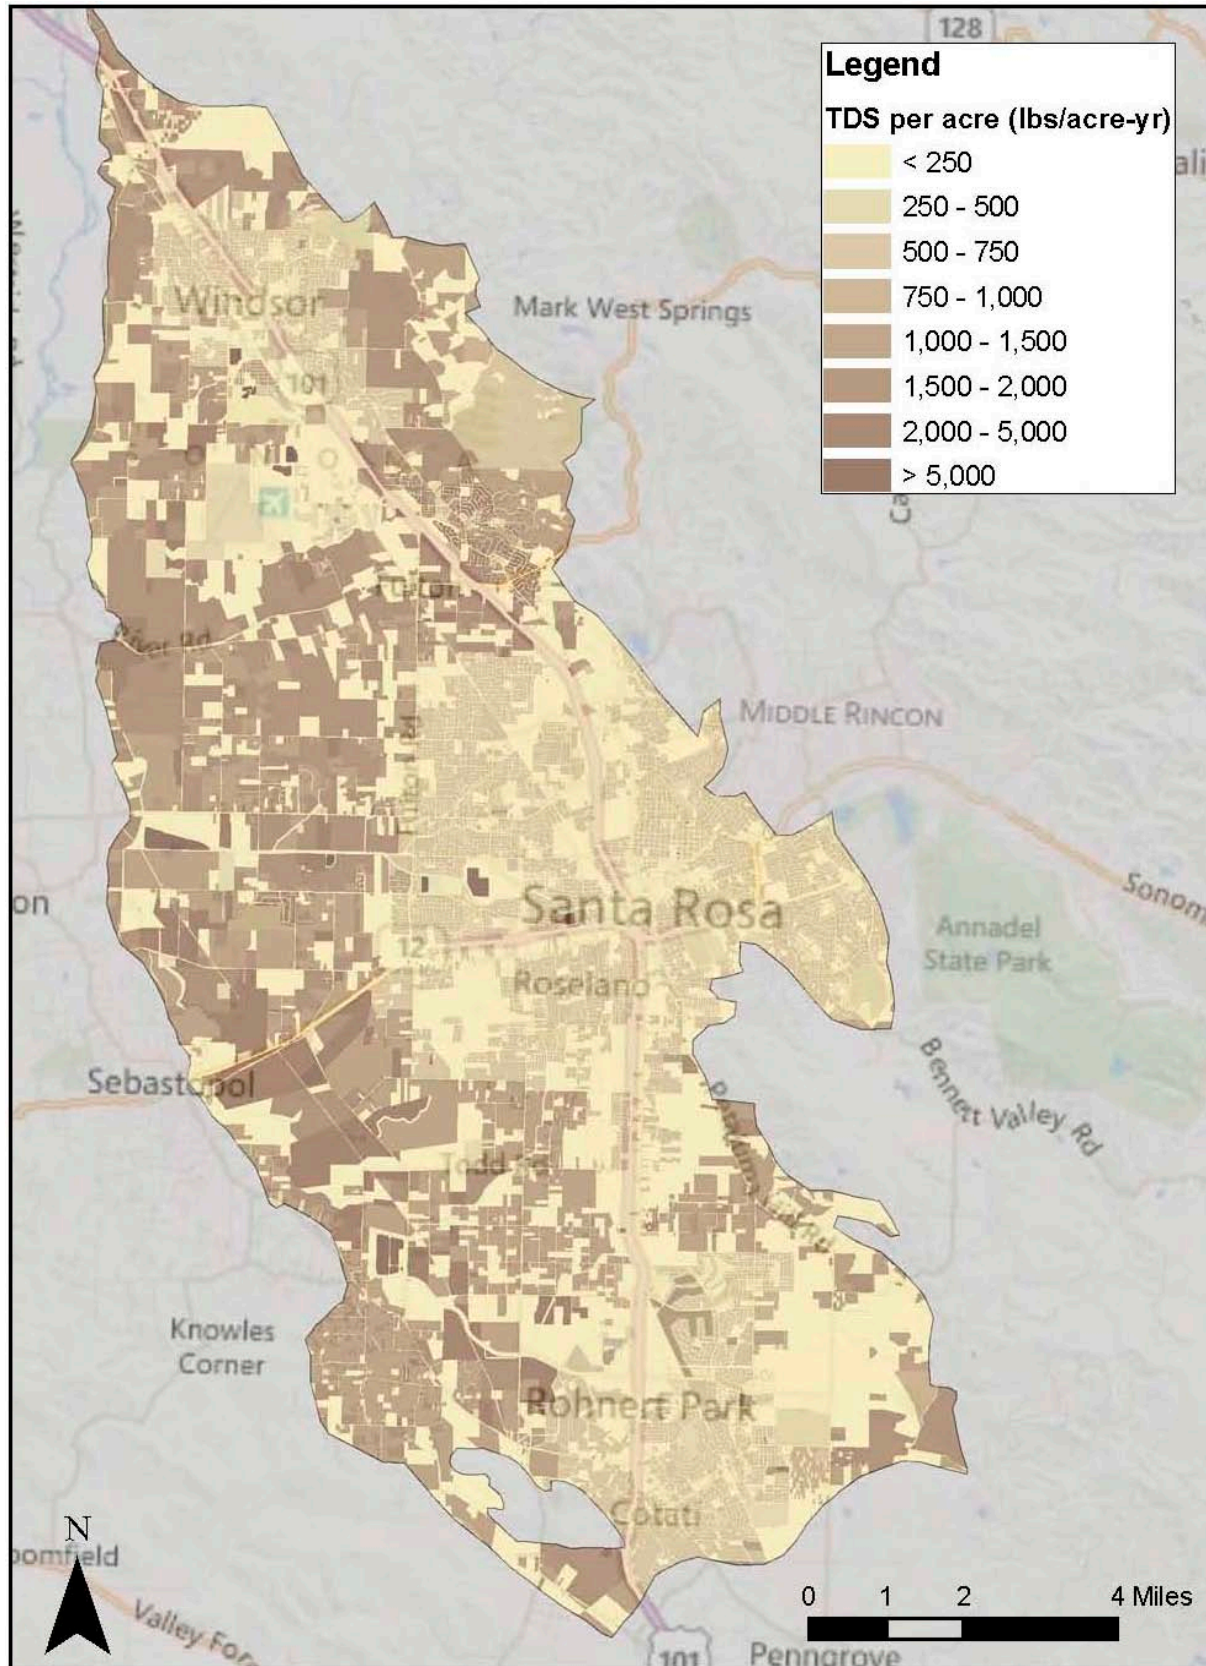 128
Legend
TDS per acre (lbs/acre-yr)
< 250
250 - 500
500 - 750
750 - 1,000
1,000 - 1,500
1,500 - 2,000
2,000 - 5,000
> 5,000
Windsor
Mark West Springs
101
S O N O M A
Fulton
River Rd
MIDDLE RINCON
Fulton Rd
Santa Rosa
on
Sonom
Annadel
State Park
12
Roseland
Sebastopol
Bennett Valley Rd
Petaluma Hill Rd
Todd Rd
Knowles
Corner
Rohnert Park
Cotati
N
oomfield
Valley For
0 1 2 4 Miles
101
Penngrove